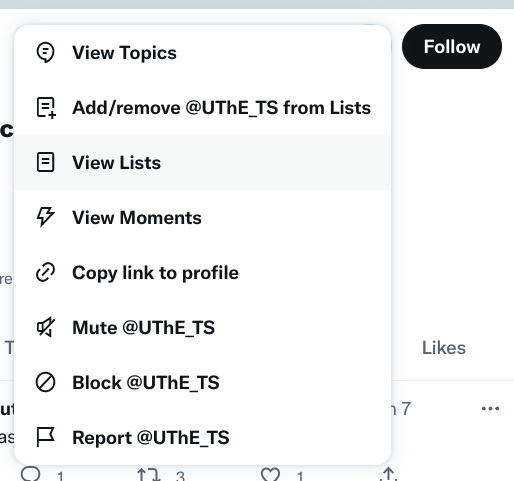 Follow
View Topics
Add/remove @UThE_TS from Lists
View Lists
View Moments
Copy link to profile
Mute @UThE_TS
Likes
Block @UThE_TS
7
Report @UThE_TS
1 3 1